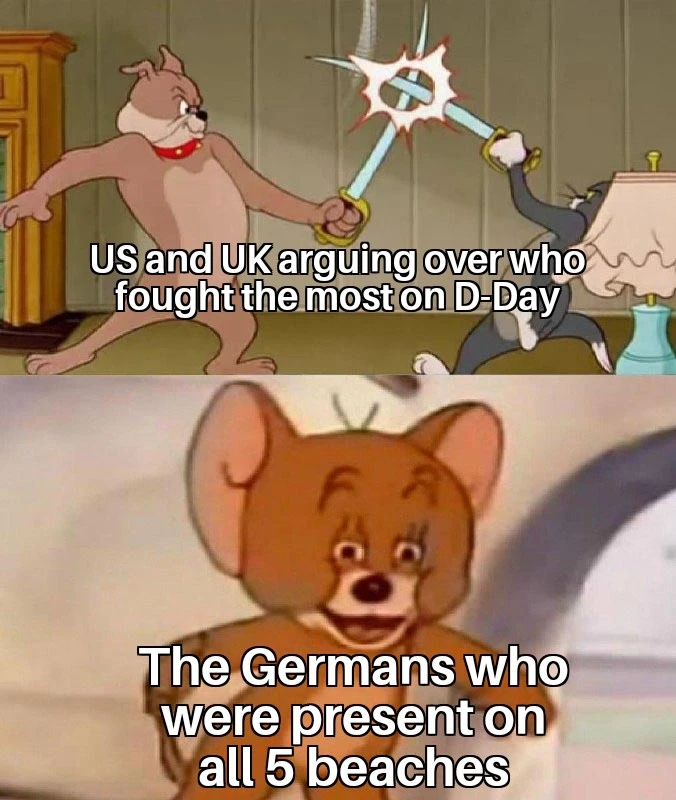 US and UK arguing over who
fought the most on D-Day
The Germans who
were present on
all 5 beaches